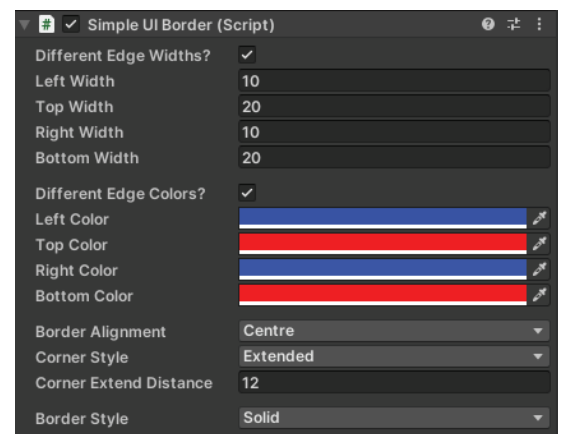 # Simple UI Border (Script)
Different Edge Widths?
Left Width 10
Top Width 20
Right Width 10
Bottom Width 20
Different Edge Colors?
Left Color
Top Color
Right Color
Bottom Color
Border Alignment Centre
Corner Style Extended
Corner Extend Distance 12
Border Style Solid